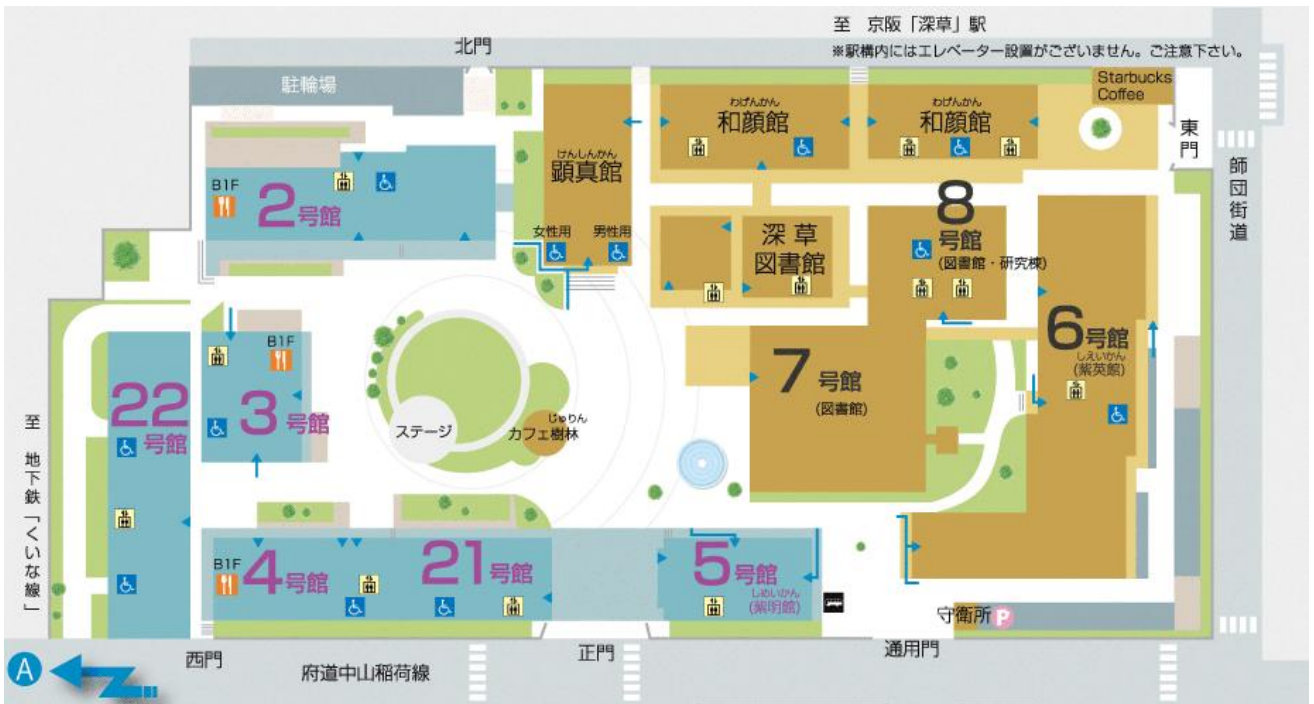 至 京阪「深草」駅
※駅構内にはエレベーター設置がございません。ご注意下さい。
北門
駐輪場
Starbucks
Coffee
東門
師団街道
わげんかん
和顔館
わげんかん
和顔館
けんしんかん
顕真館
女性用 男性用
B1F
2号館
深草
図書館
8
号館
(図書館・研究棟)
6
号館
しえいかん
(紫英館)
7号館
(図書館)
B1F
3号館
22
号館
ステージ
じゅりん
カフェ樹林
至 地下鉄「くいな線」
B1F
4号館
21号館
5号館
しめいかん
(紫明館)
守衛所 P
西門
正門
通用門
府道中山稲荷線
A